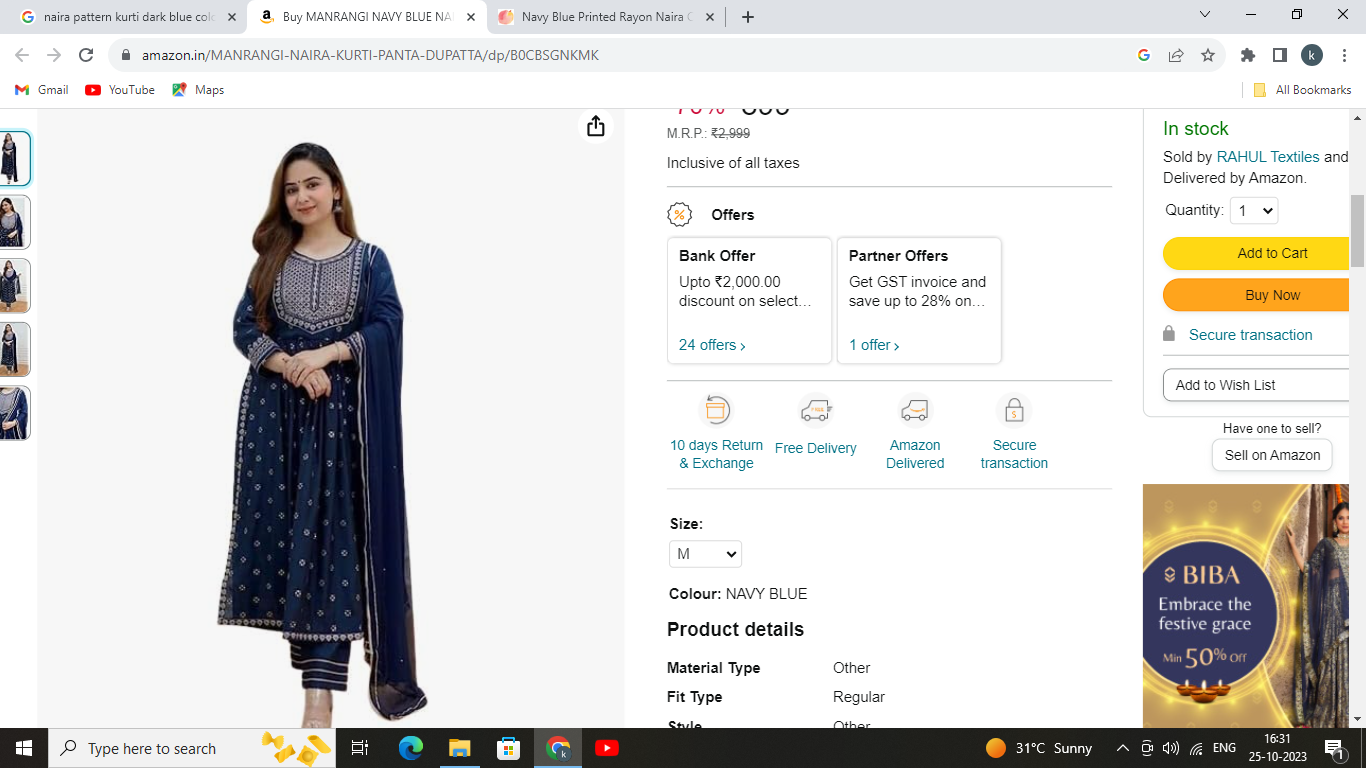 naira pattern kurti dark blue col
Buy MANRANGI NAVY BLUE NA
Navy Blue Printed Rayon Naira C
amazon.in/MANRANGI-NAIRA-KURTI-PANTA-DUPATTA/dp/B0CBSGNKMK
k
Gmail
YouTube
Maps
All Bookmarks
M.R.P.: ₹2,999
Inclusive of all taxes
Offers
Bank Offer
Upto ₹2,000.00
discount on select…
24 offers ›
Partner Offers
Get GST invoice and
save up to 28% on…
1 offer ›
10 days Return
& Exchange
Free Delivery
Amazon
Delivered
Secure
transaction
Size:
M
Colour: NAVY BLUE
Product details
Material Type Other
Fit Type Regular
Style Other
In stock
Sold by RAHUL Textiles and
Delivered by Amazon.
Quantity: 1
Add to Cart
Buy Now
Secure transaction
Add to Wish List
Have one to sell?
Sell on Amazon
BIBA
Embrace the
festive grace
Min 50% Off
Type here to search
31°C Sunny
ENG
16:31
25-10-2023
1